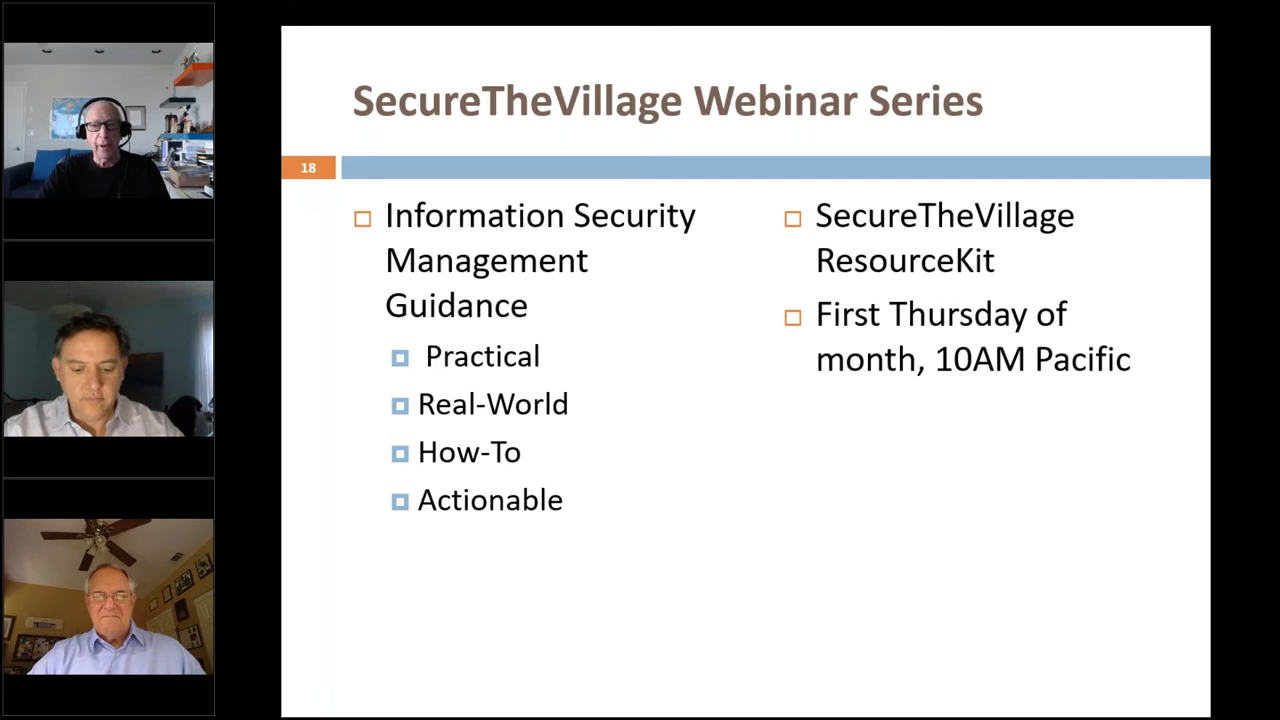 SecureTheVillage Webinar Series
18
Information Security
Management
Guidance
Practical
Real-World
How-To
Actionable
SecureTheVillage
ResourceKit
First Thursday of
month, 10AM Pacific